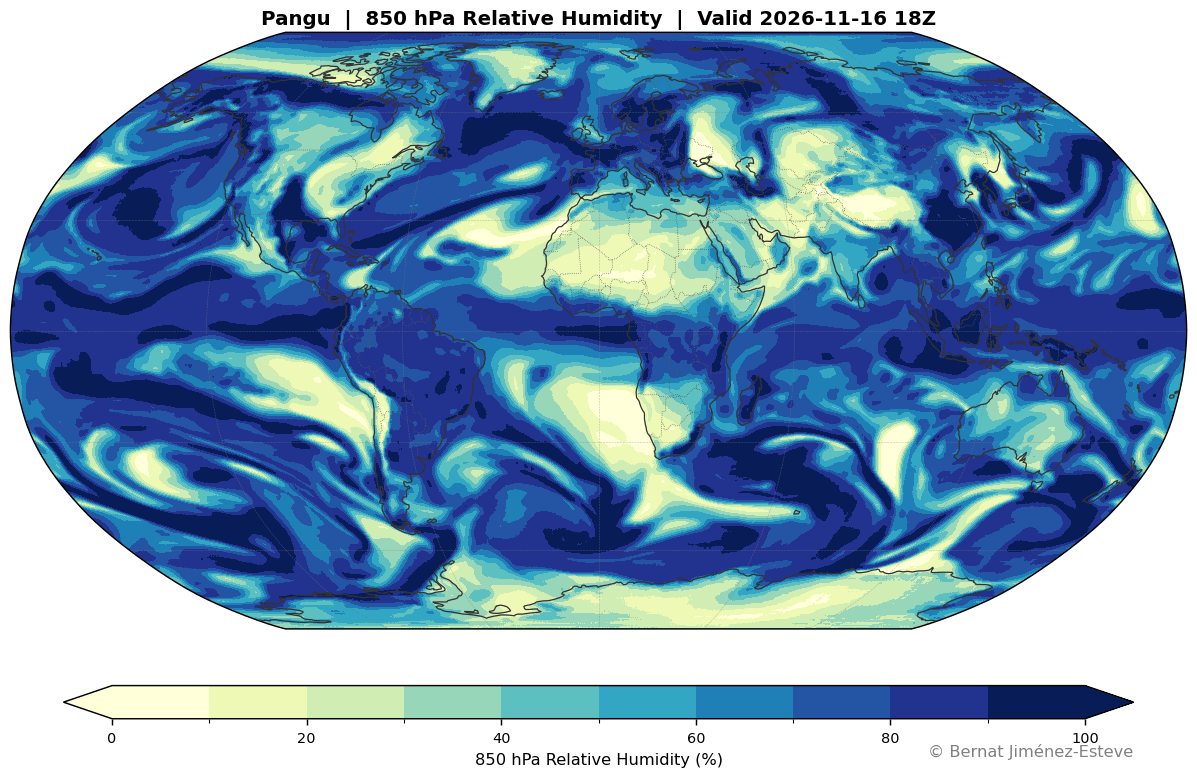 Pangu | 850 hPa Relative Humidity | Valid 2026-11-16 18Z
0 20 40 60 80 100
850 hPa Relative Humidity (%)
© Bernat Jiménez-Esteve